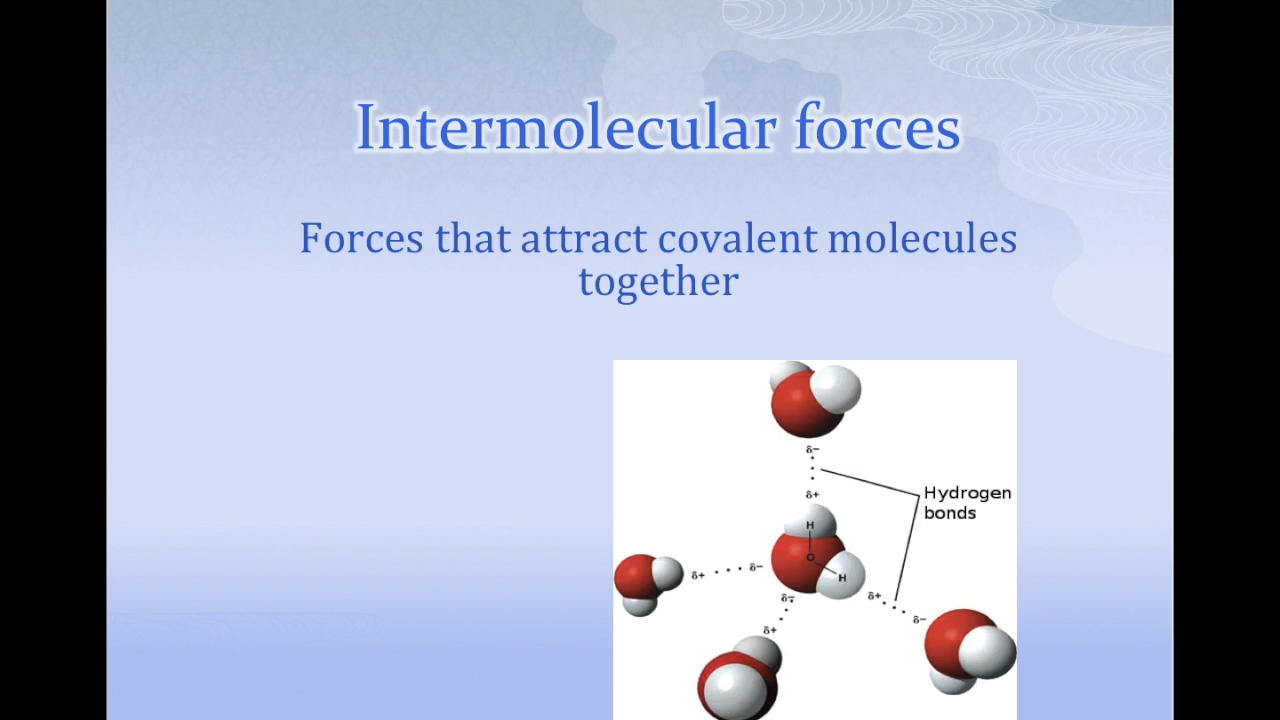 Intermolecular forces
Forces that attract covalent molecules
together
δ−
δ+
Hydrogen
bonds
H
O
H
δ+
δ−
δ−
δ+
δ−
δ+